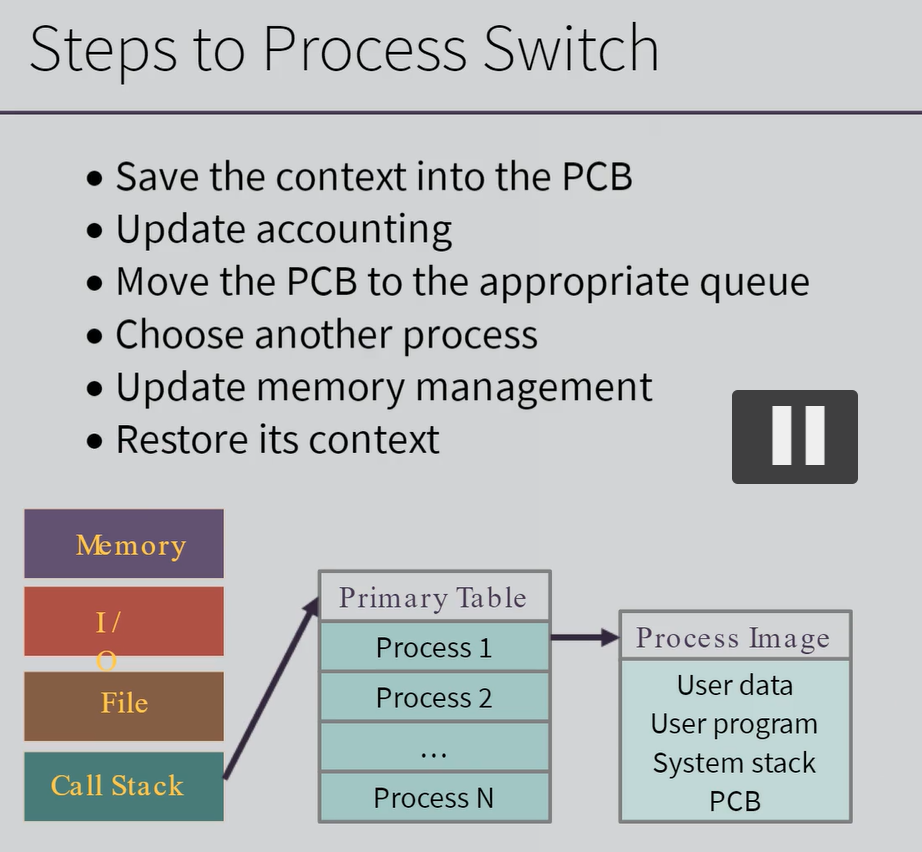 Steps to Process Switch
• Save the context into the PCB
• Update accounting
• Move the PCB to the appropriate queue
• Choose another process
• Update memory management
• Restore its context
Memory
I /
O
File
Call Stack
Primary Table
Process 1
Process 2
...
Process N
Process Image
User data
User program
System stack
PCB